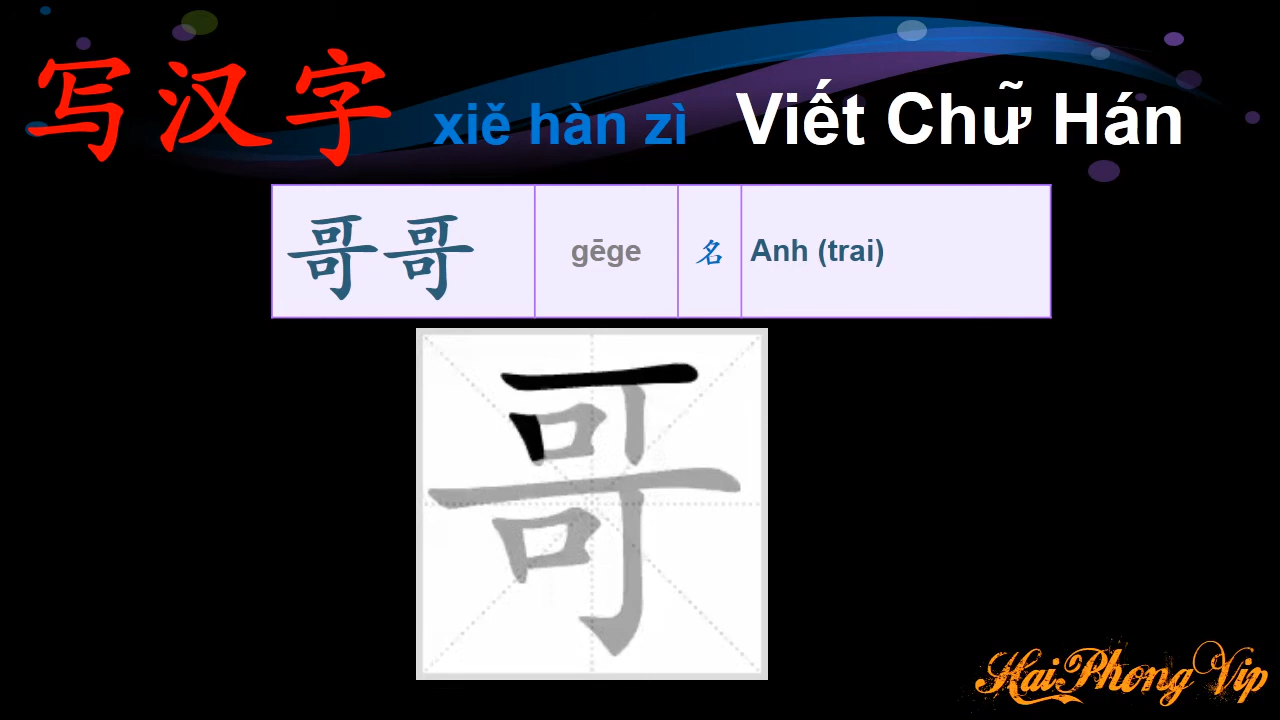 写汉字 xiě hàn zì Viết Chữ Hán
哥哥 gēge 名 Anh (trai)
哥
HaiPhongVip